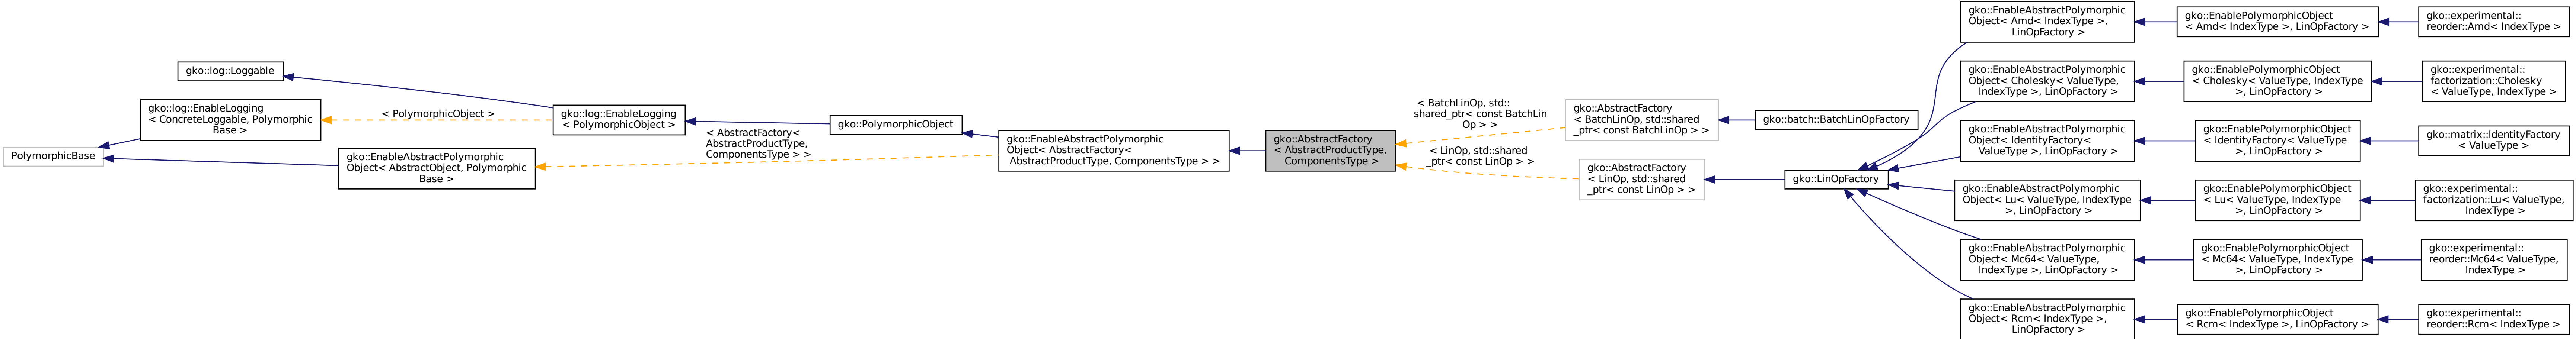 PolymorphicBase
gko::log::Loggable
gko::log::EnableLogging
< ConcreteLoggable, Polymorphic
Base >
gko::EnableAbstractPolymorphic
Object< AbstractObject, Polymorphic
Base >
< PolymorphicObject >
gko::log::EnableLogging
< PolymorphicObject >
< AbstractFactory<
AbstractProductType,
ComponentsType > >
gko::PolymorphicObject
gko::EnableAbstractPolymorphic
Object< AbstractFactory<
AbstractProductType, ComponentsType > >
gko::AbstractFactory
< AbstractProductType,
ComponentsType >
< BatchLinOp, std::
shared_ptr< const BatchLin
Op > >
< LinOp, std::shared
_ptr< const LinOp > >
gko::AbstractFactory
< BatchLinOp, std::shared
_ptr< const BatchLinOp > >
gko::AbstractFactory
< LinOp, std::shared
_ptr< const LinOp > >
gko::batch::BatchLinOpFactory
gko::LinOpFactory
gko::EnableAbstractPolymorphic
Object< Amd< IndexType >,
LinOpFactory >
gko::EnablePolymorphicObject
< Amd< IndexType >, LinOpFactory >
gko::experimental::
reorder::Amd< IndexType >
gko::EnableAbstractPolymorphic
Object< Cholesky< ValueType,
IndexType >, LinOpFactory >
gko::EnablePolymorphicObject
< Cholesky< ValueType, IndexType
>, LinOpFactory >
gko::experimental::
factorization::Cholesky
< ValueType, IndexType >
gko::EnableAbstractPolymorphic
Object< IdentityFactory<
ValueType >, LinOpFactory >
gko::EnablePolymorphicObject
< IdentityFactory< ValueType
>, LinOpFactory >
gko::matrix::IdentityFactory
< ValueType >
gko::EnableAbstractPolymorphic
Object< Lu< ValueType, IndexType
>, LinOpFactory >
gko::EnablePolymorphicObject
< Lu< ValueType, IndexType
>, LinOpFactory >
gko::experimental::
factorization::Lu< ValueType,
IndexType >
gko::EnableAbstractPolymorphic
Object< Mc64< ValueType,
IndexType >, LinOpFactory >
gko::EnablePolymorphicObject
< Mc64< ValueType, IndexType
>, LinOpFactory >
gko::experimental::
reorder::Mc64< ValueType,
IndexType >
gko::EnableAbstractPolymorphic
Object< Rcm< IndexType >,
LinOpFactory >
gko::EnablePolymorphicObject
< Rcm< IndexType >, LinOpFactory >
gko::experimental::
reorder::Rcm< IndexType >